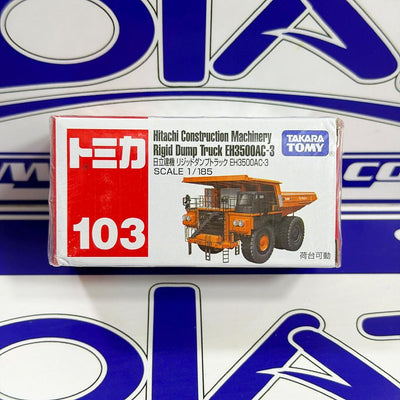 トミカ
103
Hitachi Construction Machinery
Rigid Dump Truck EH3500AC-3
日立建機 リジッドダンプトラック EH3500AC-3
SCALE 1/185
TAKARA
TOMY
荷台可動